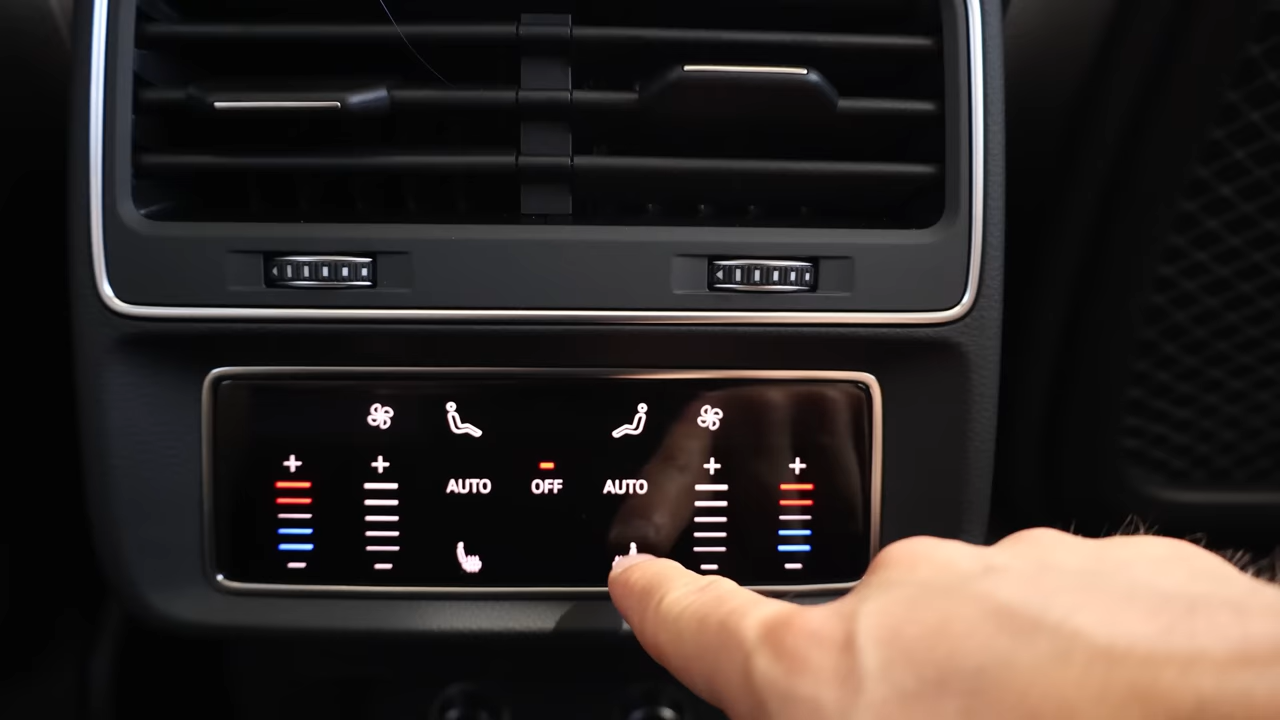 + + + +
AUTO OFF AUTO
- - - -